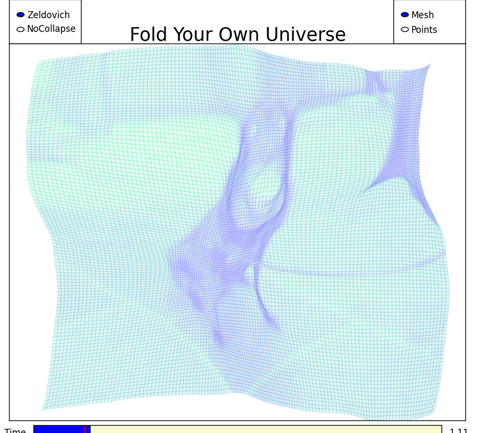 Zeldovich
NoCollapse
Fold Your Own Universe
Mesh
Points
Time
1.11